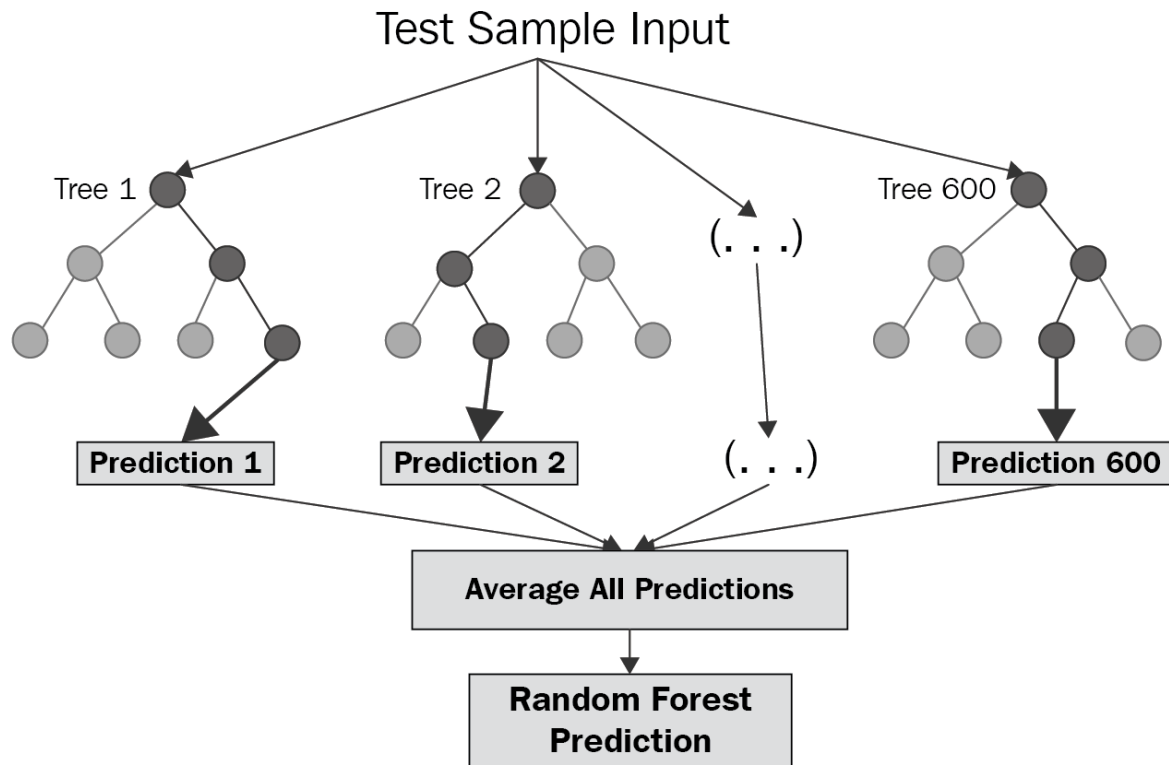 Test Sample Input
Tree 1
Tree 2
Tree 600
(. . .)
Prediction 1
Prediction 2
(. . .)
Prediction 600
Average All Predictions
Random Forest
Prediction